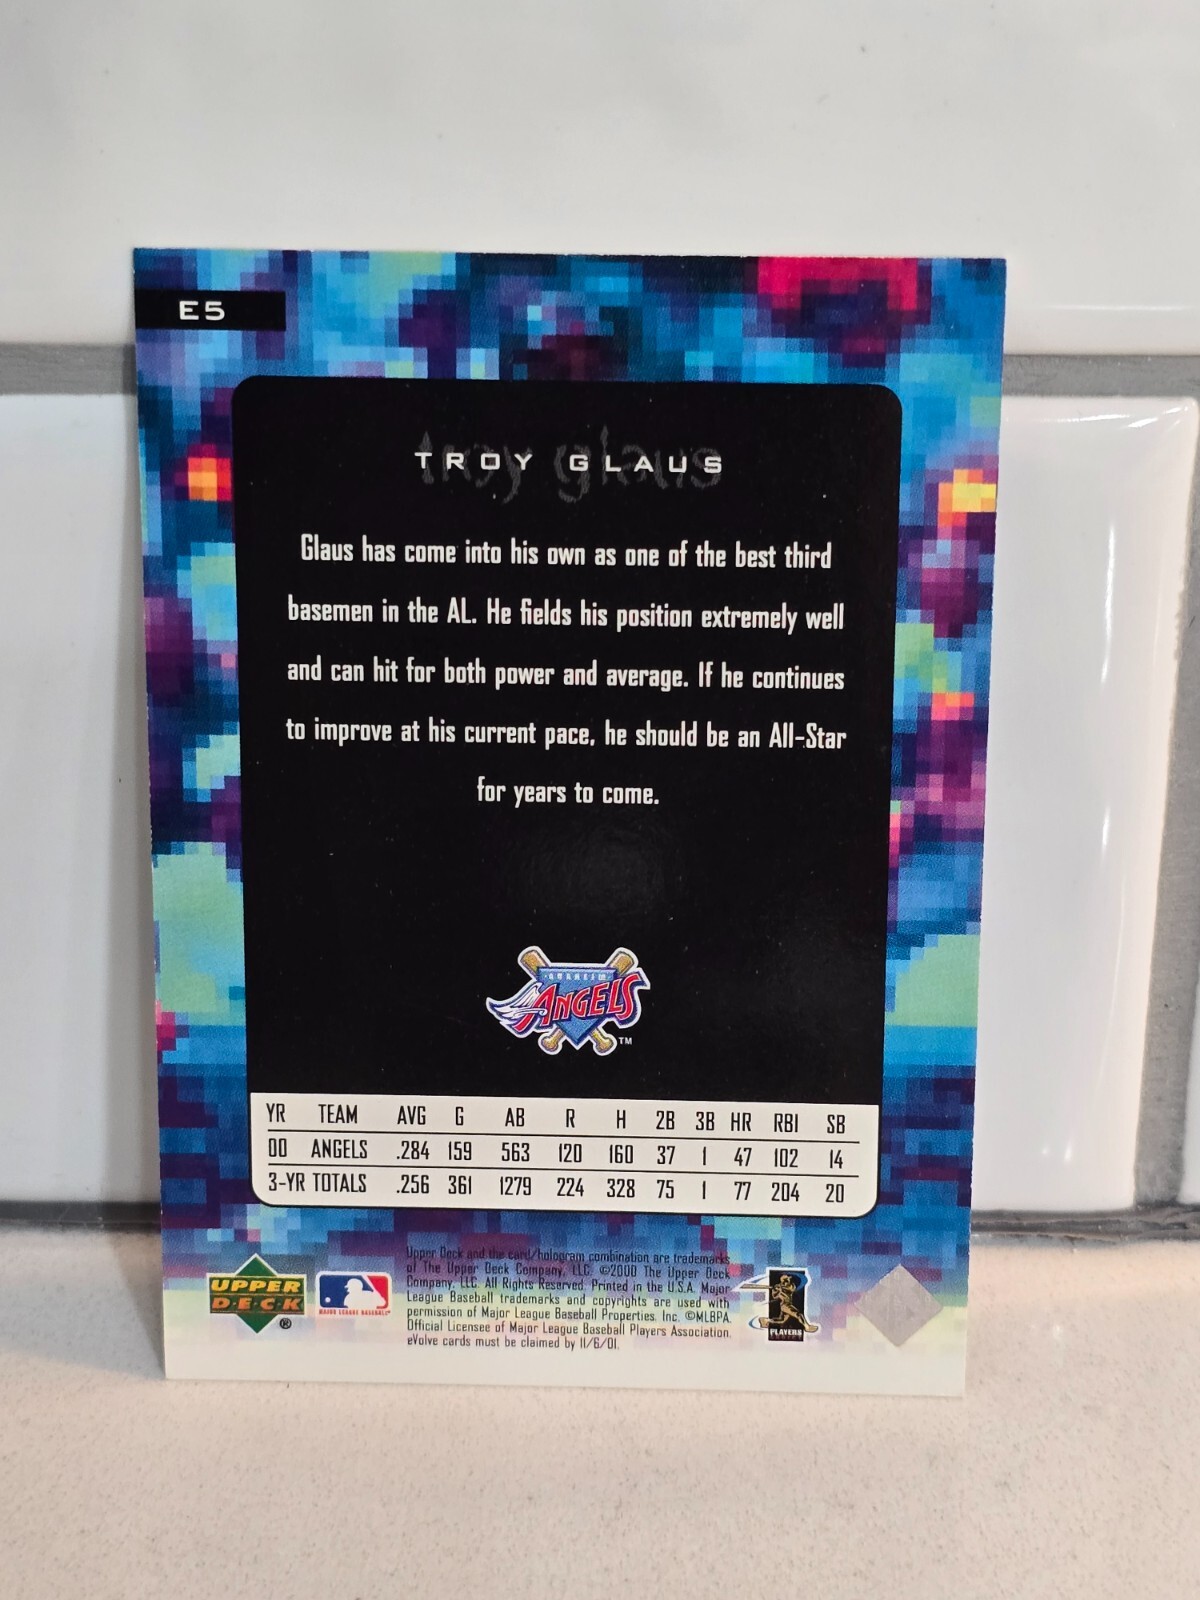 E5
TROY GLAUS
troy glaus
Glaus has come into his own as one of the best third
basemen in the AL. He fields his position extremely well
and can hit for both power and average. If he continues
to improve at his current pace, he should be an All-Star
for years to come.
ANAHEIM
ANGELS
TM
YR TEAM AVG G AB R H 2B 3B HR RBI SB
00 ANGELS .284 159 563 120 160 37 1 47 102 14
3-YR TOTALS .256 361 1279 224 328 75 1 77 204 20
UPPER
DECK
®
MAJOR LEAGUE BASEBALL
Upper Deck and the card/hologram combination are trademarks
of The Upper Deck Company, LLC. ©2000 The Upper Deck
Company, LLC. All Rights Reserved. Printed in the U.S.A. Major
League Baseball trademarks and copyrights are used with
permission of Major League Baseball Properties, Inc. ©MLBPA.
Official Licensee of Major League Baseball Players Association.
eVolve cards must be claimed by 11/6/01.
PLAYERS